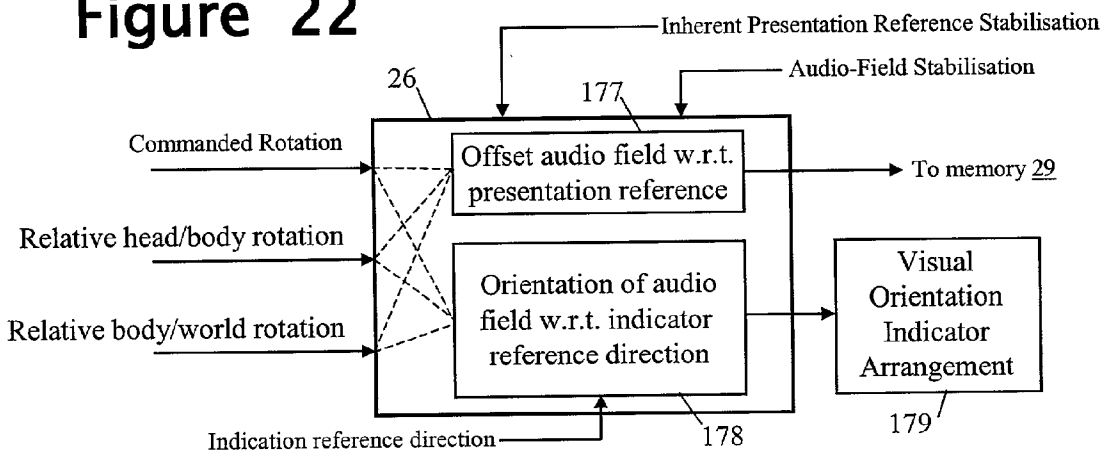 Figure 22
Inherent Presentation Reference Stabilisation
Audio-Field Stabilisation
26
177
Commanded Rotation
Offset audio field w.r.t.
presentation reference
To memory 29
Relative head/body rotation
Relative body/world rotation
Orientation of audio
field w.r.t. indicator
reference direction
Visual
Orientation
Indicator
Arrangement
Indication reference direction
178
179